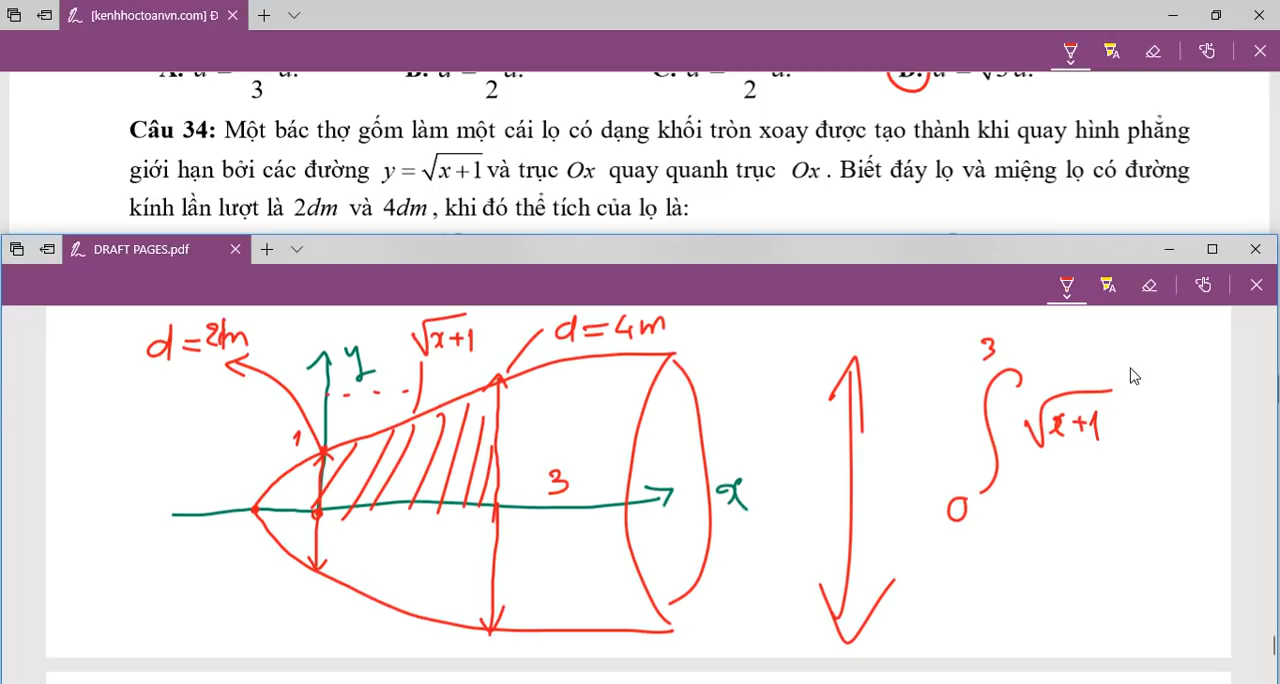 [kenhhoctoanvn.com] Đ
3 2 2
Câu 34: Một bác thợ gốm làm một cái lọ có dạng khối tròn xoay được tạo thành khi quay hình phẳng
giới hạn bởi các đường y = √x+1 và trục Ox quay quanh trục Ox. Biết đáy lọ và miệng lọ có đường
kính lần lượt là 2dm và 4dm, khi đó thể tích của lọ là:
DRAFT PAGES.pdf
d = 2m
y
√x+1
d = 4m
1
3
x
3
∫ √x+1
0